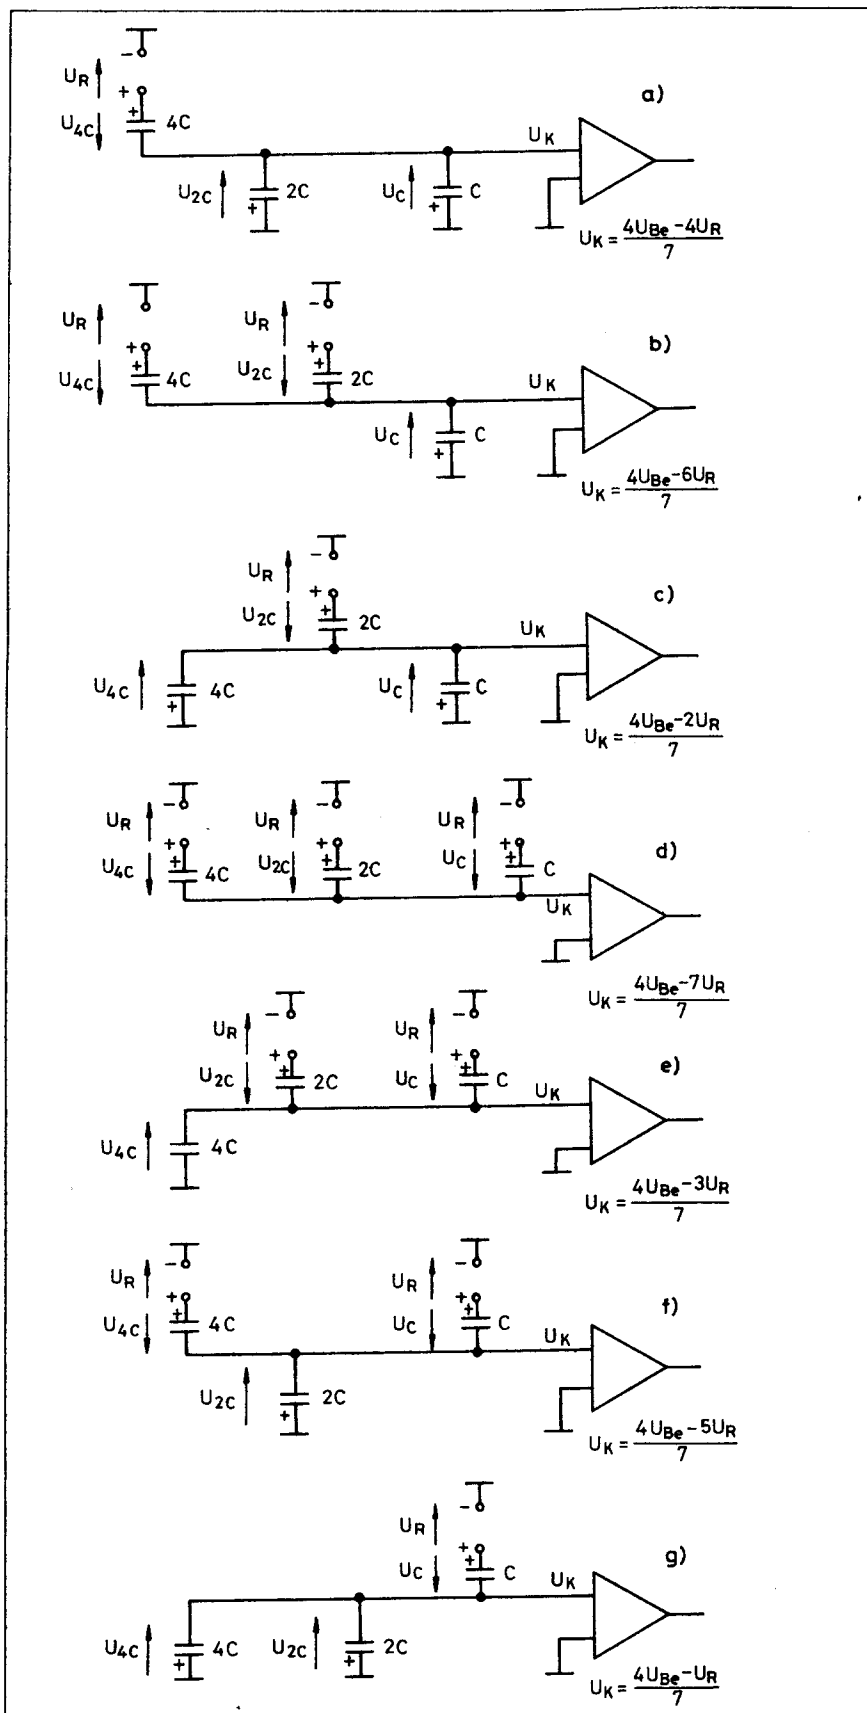 a)
-
U_R
+
+
U_4C 4C
U_K
U_2C 2C
+
U_C C
+
U_K = (4U_Be - 4U_R)/7
b)
-
U_R U_R
+ +
+ +
U_4C 4C U_2C 2C
U_K
U_C C
+
U_K = (4U_Be - 6U_R)/7
c)
-
U_R
+
+
U_2C 2C
U_K
U_4C 4C
+
U_C C
+
U_K = (4U_Be - 2U_R)/7
d)
- - -
U_R U_R U_R
+ + +
+ + +
U_4C 4C U_2C 2C U_C C
U_K
U_K = (4U_Be - 7U_R)/7
e)
- -
U_R U_R
+ +
+ +
U_2C 2C U_C C
U_K
U_4C 4C
U_K = (4U_Be - 3U_R)/7
f)
- -
U_R U_R
+ +
+ +
U_4C 4C U_C C
U_K
U_2C 2C
+
U_K = (4U_Be - 5U_R)/7
g)
-
U_R
+
+
U_C C
U_K
U_4C 4C
+
U_2C 2C
+
U_K = (4U_Be - U_R)/7